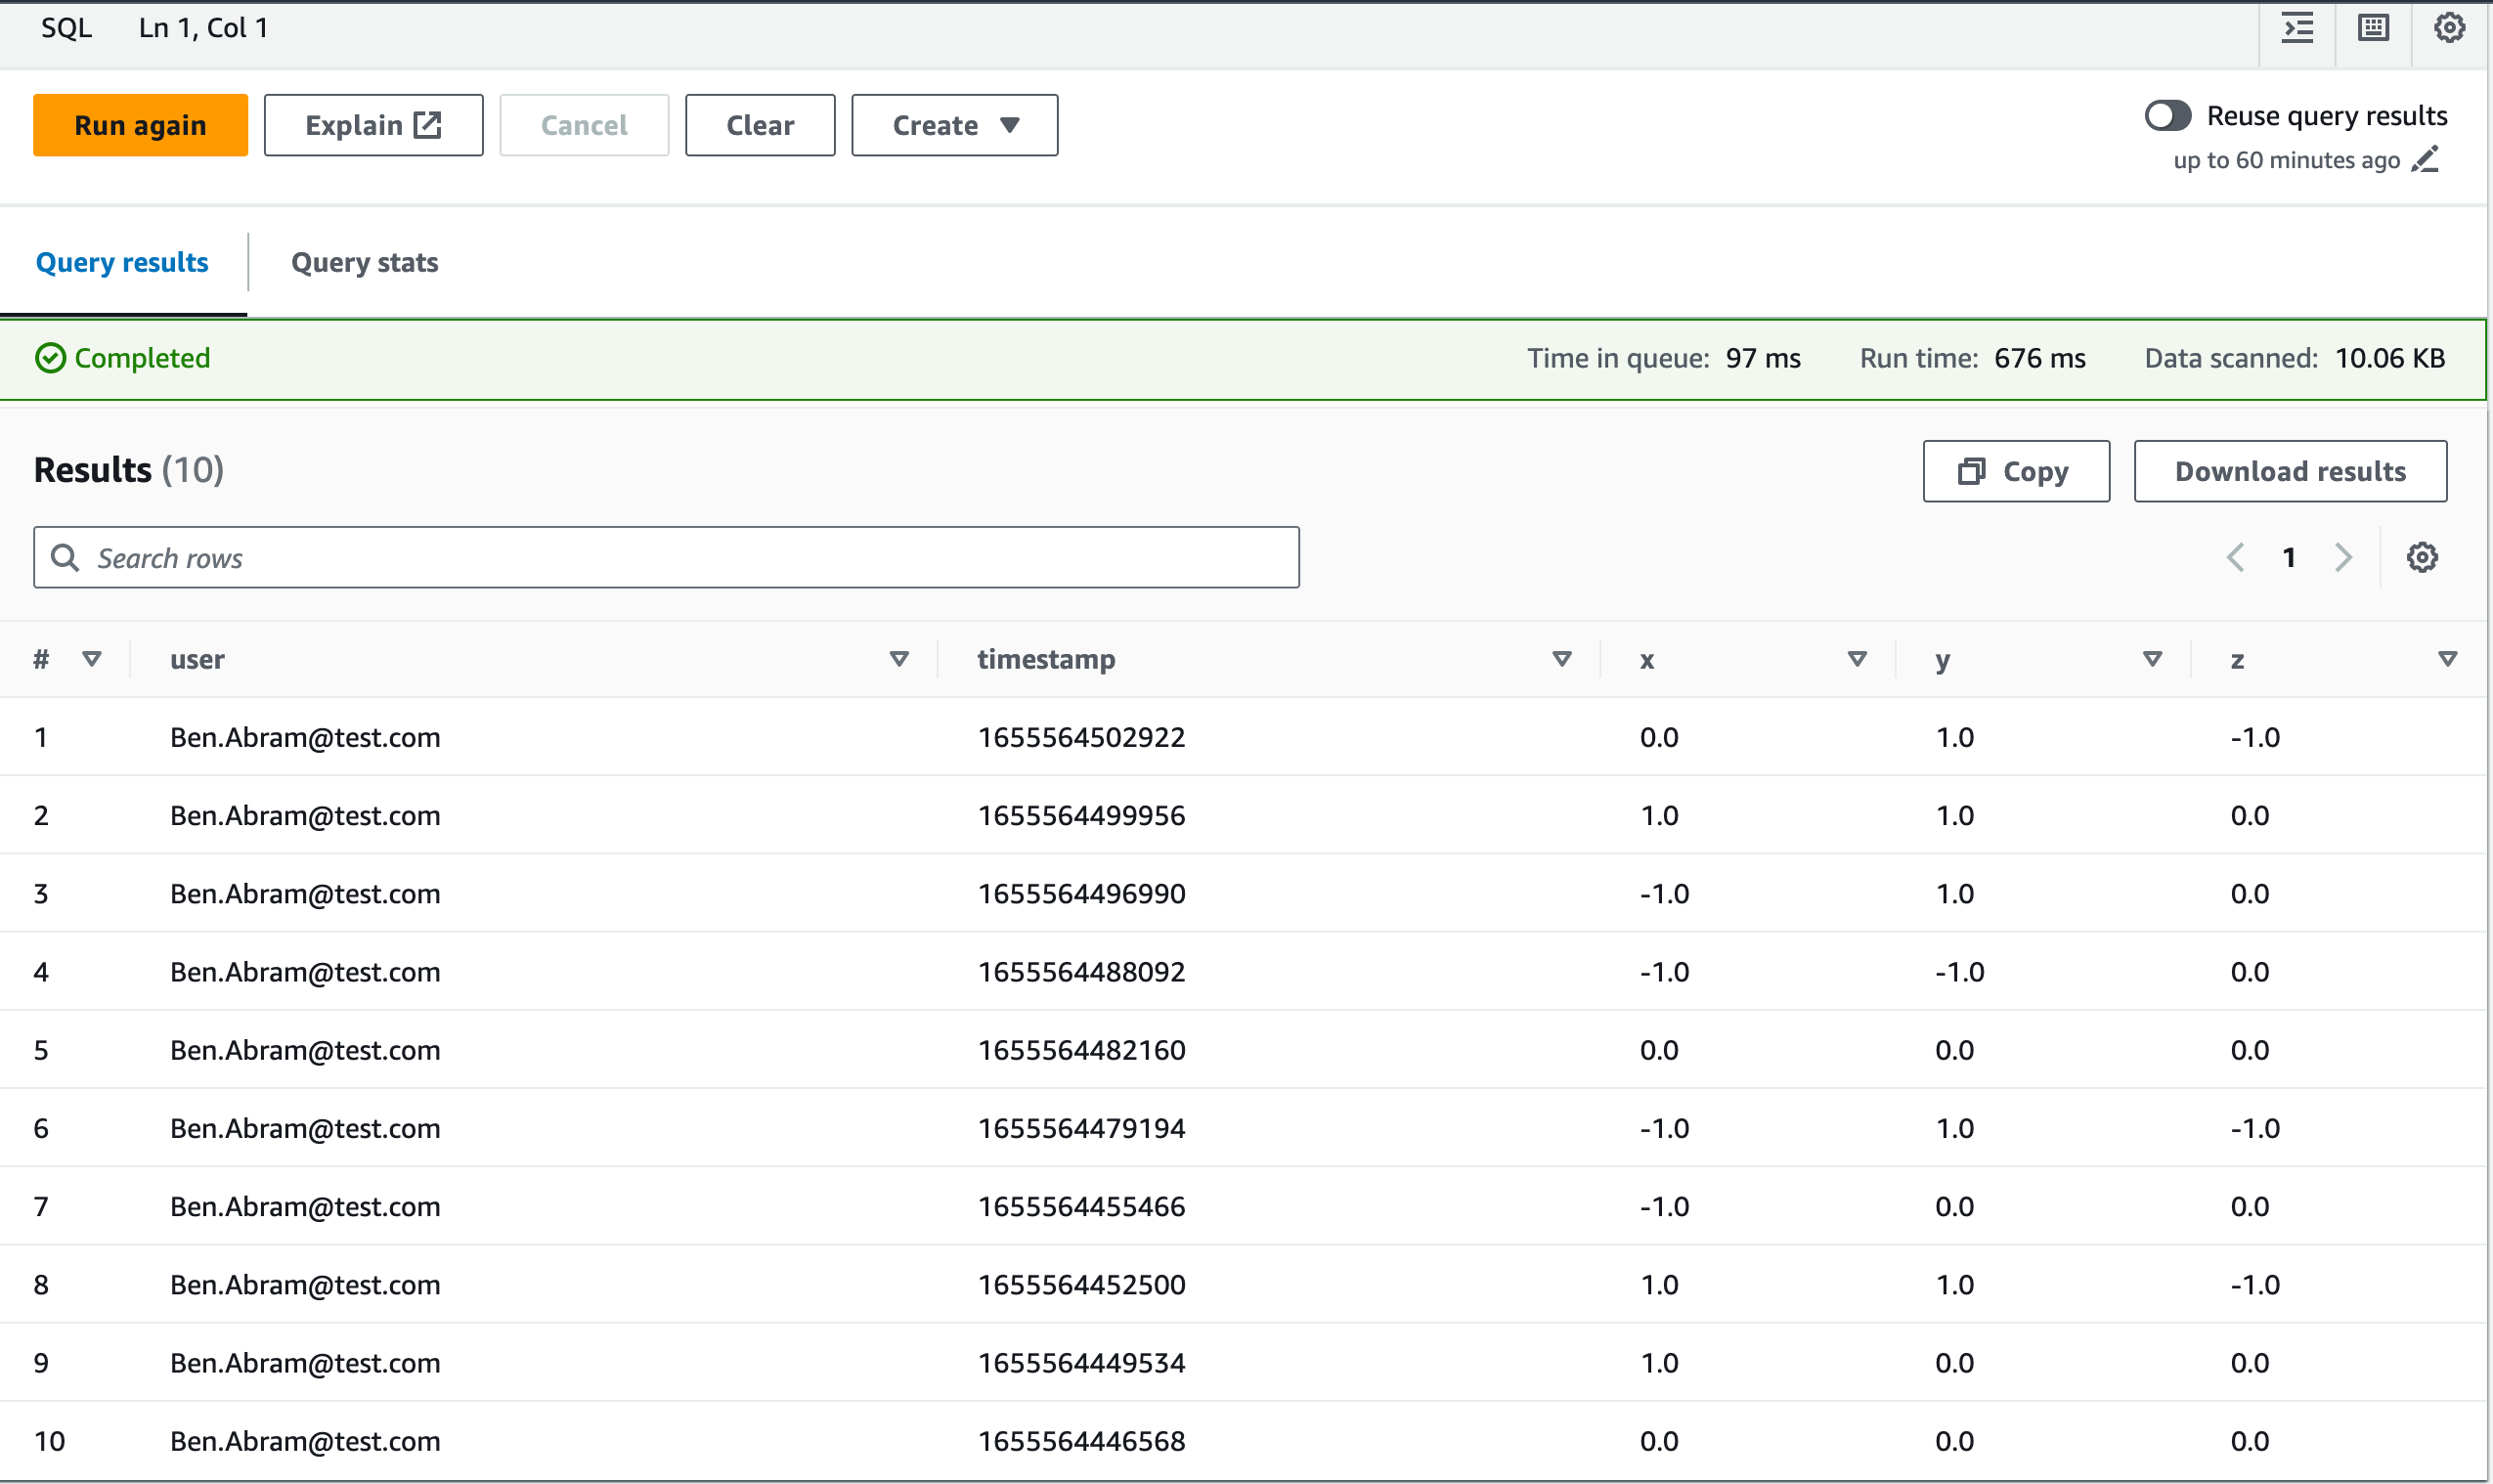 SQL Ln 1, Col 1
Run again Explain Cancel Clear Create Reuse query results
up to 60 minutes ago
Query results Query stats
Completed Time in queue: 97 ms Run time: 676 ms Data scanned: 10.06 KB
Results (10) Copy Download results
Search rows 1
# user timestamp x y z
1 Ben.Abram@test.com 1655564502922 0.0 1.0 -1.0
2 Ben.Abram@test.com 1655564499956 1.0 1.0 0.0
3 Ben.Abram@test.com 1655564496990 -1.0 1.0 0.0
4 Ben.Abram@test.com 1655564488092 -1.0 -1.0 0.0
5 Ben.Abram@test.com 1655564482160 0.0 0.0 0.0
6 Ben.Abram@test.com 1655564479194 -1.0 1.0 -1.0
7 Ben.Abram@test.com 1655564455466 -1.0 0.0 0.0
8 Ben.Abram@test.com 1655564452500 1.0 1.0 -1.0
9 Ben.Abram@test.com 1655564449534 1.0 0.0 0.0
10 Ben.Abram@test.com 1655564446568 0.0 0.0 0.0